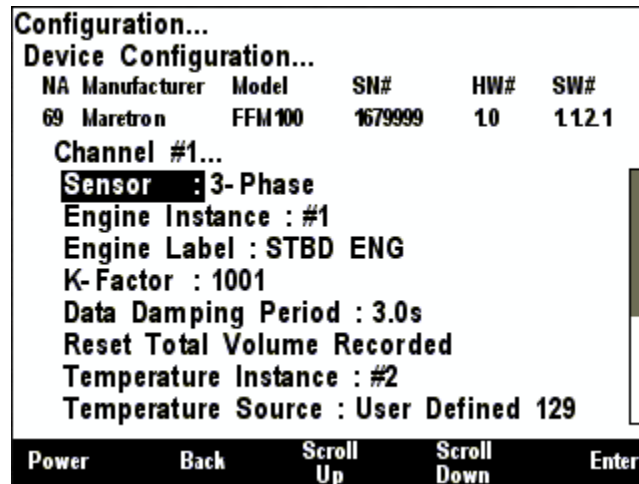 Configuration...
Device Configuration...
NA Manufacturer Model SN# HW# SW#
69 Maretron FFM100 1679999 1.0 1.1.2.1
Channel #1...
Sensor : 3-Phase
Engine Instance : #1
Engine Label : STBD ENG
K-Factor : 1001
Data Damping Period : 3.0s
Reset Total Volume Recorded
Temperature Instance : #2
Temperature Source : User Defined 129
Power Back Scroll Up Scroll Down Enter